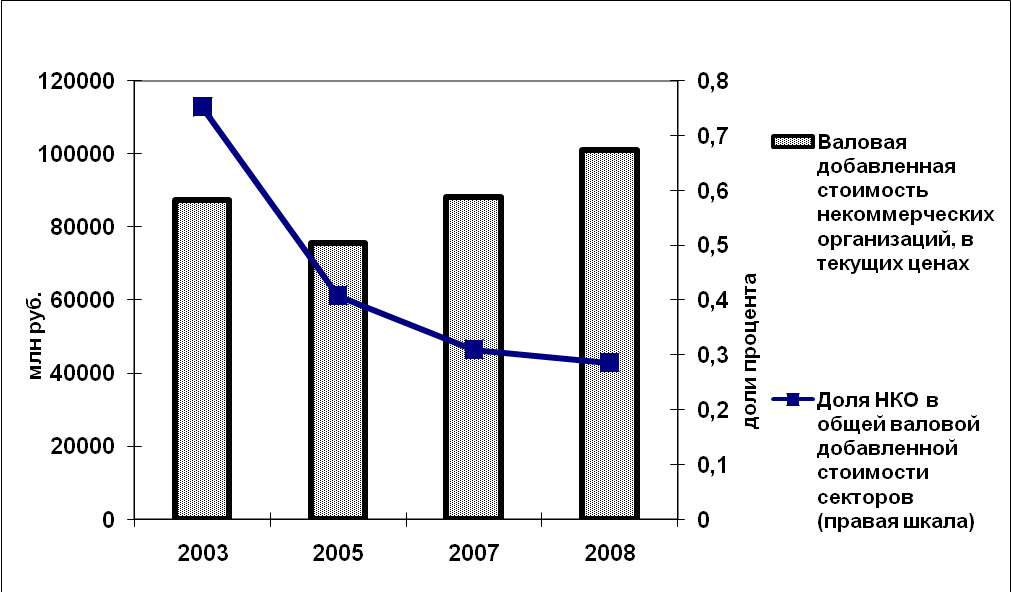 120000
100000
80000
60000
40000
20000
0
млн руб.
2003
2005
2007
2008
0,8
0,7
0,6
0,5
0,4
0,3
0,2
0,1
0
доли процента
Валовая
добавленная
стоимость
некоммерческих
организаций, в
текущих ценах
Доля НКО в
общей валовой
добавленной
стоимости
секторов
(правая шкала)